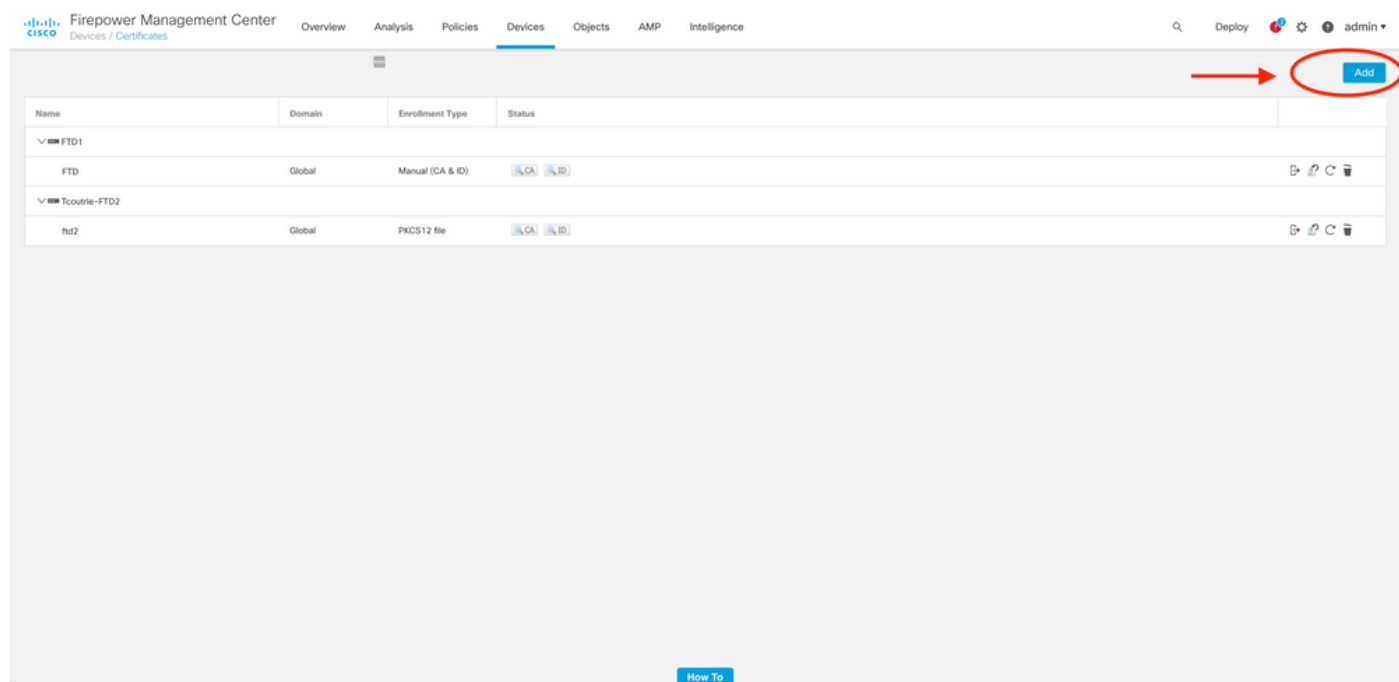 CISCO
Firepower Management Center
Devices / Certificates
Overview Analysis Policies Devices Objects AMP Intelligence
Deploy 2 ? admin
Add
Name Domain Enrollment Type Status
FTD1
FTD Global Manual (CA & ID) CA ID
Tcoutrie-FTD2
ftd2 Global PKCS12 file CA ID
How To